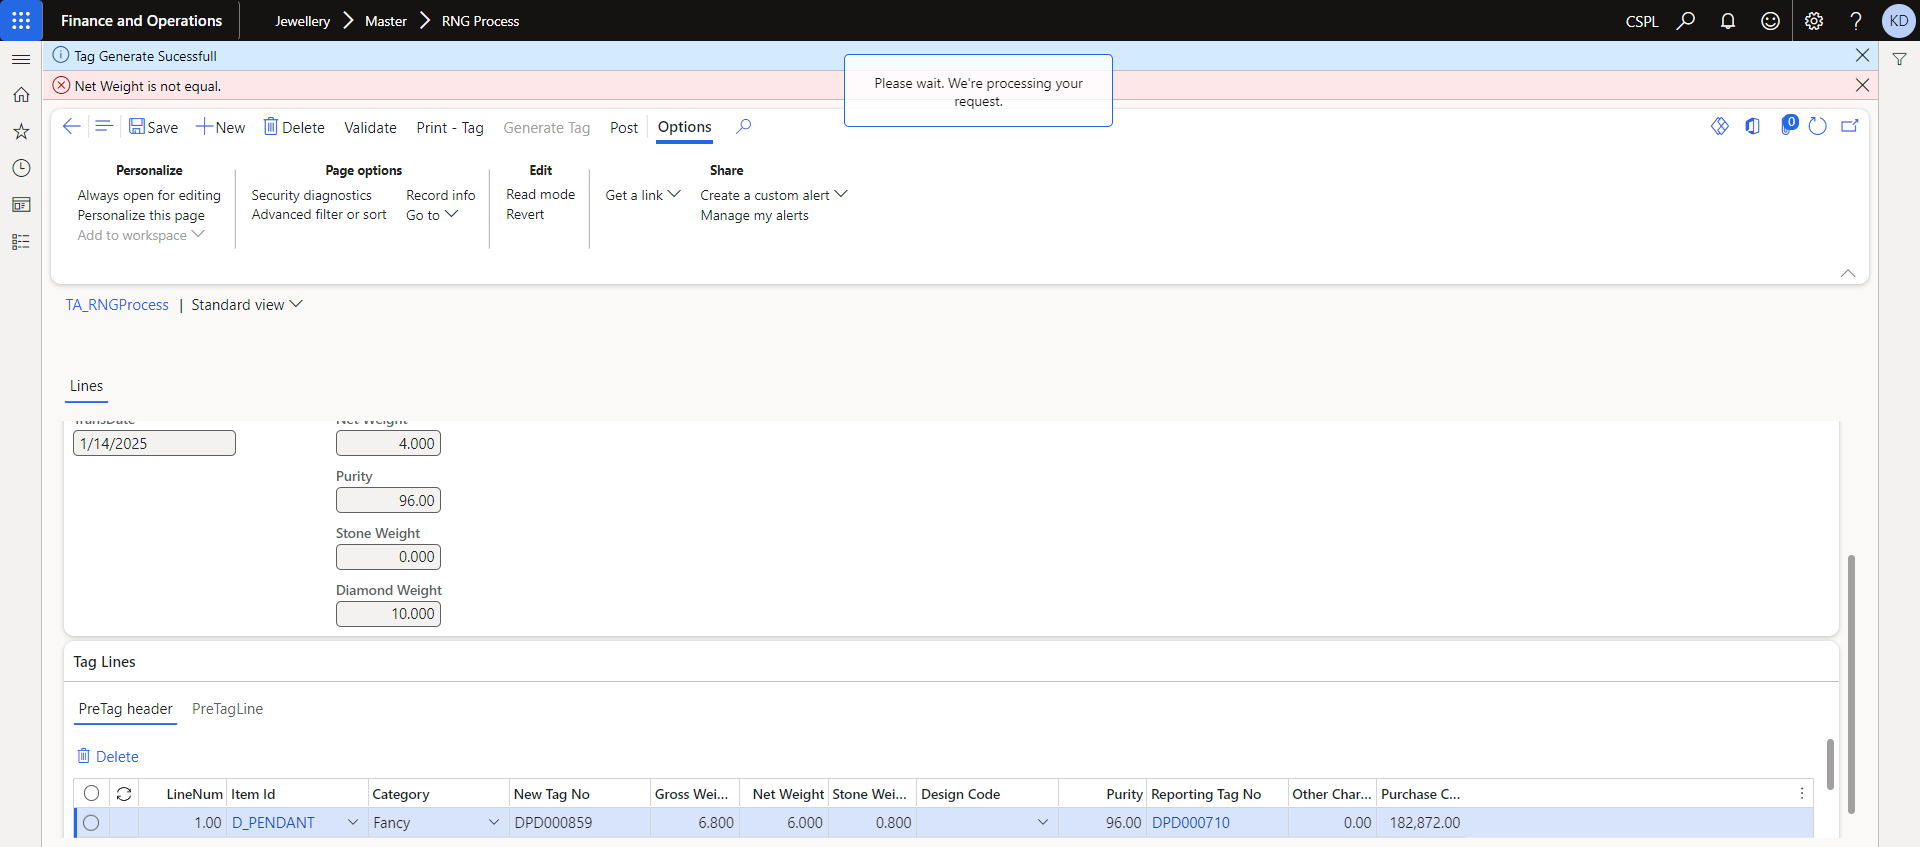 Finance and Operations
Jewellery
Master
RNG Process
CSPL
KD
Tag Generate Sucessfull
Net Weight is not equal.
Please wait. We're processing your
request.
Save
New
Delete
Validate
Print - Tag
Generate Tag
Post
Options
0
Personalize
Always open for editing
Personalize this page
Add to workspace
Page options
Security diagnostics
Advanced filter or sort
Record info
Go to
Edit
Read mode
Revert
Share
Get a link
Create a custom alert
Manage my alerts
TA_RNGProcess | Standard view
Lines
TransDate
1/14/2025
Net Weight
4.000
Purity
96.00
Stone Weight
0.000
Diamond Weight
10.000
Tag Lines
PreTag header
PreTagLine
Delete
LineNum Item Id Category New Tag No Gross Wei... Net Weight Stone Wei... Design Code Purity Reporting Tag No Other Char... Purchase C...
1.00 D_PENDANT Fancy DPD000859 6.800 6.000 0.800 96.00 DPD000710 0.00 182,872.00